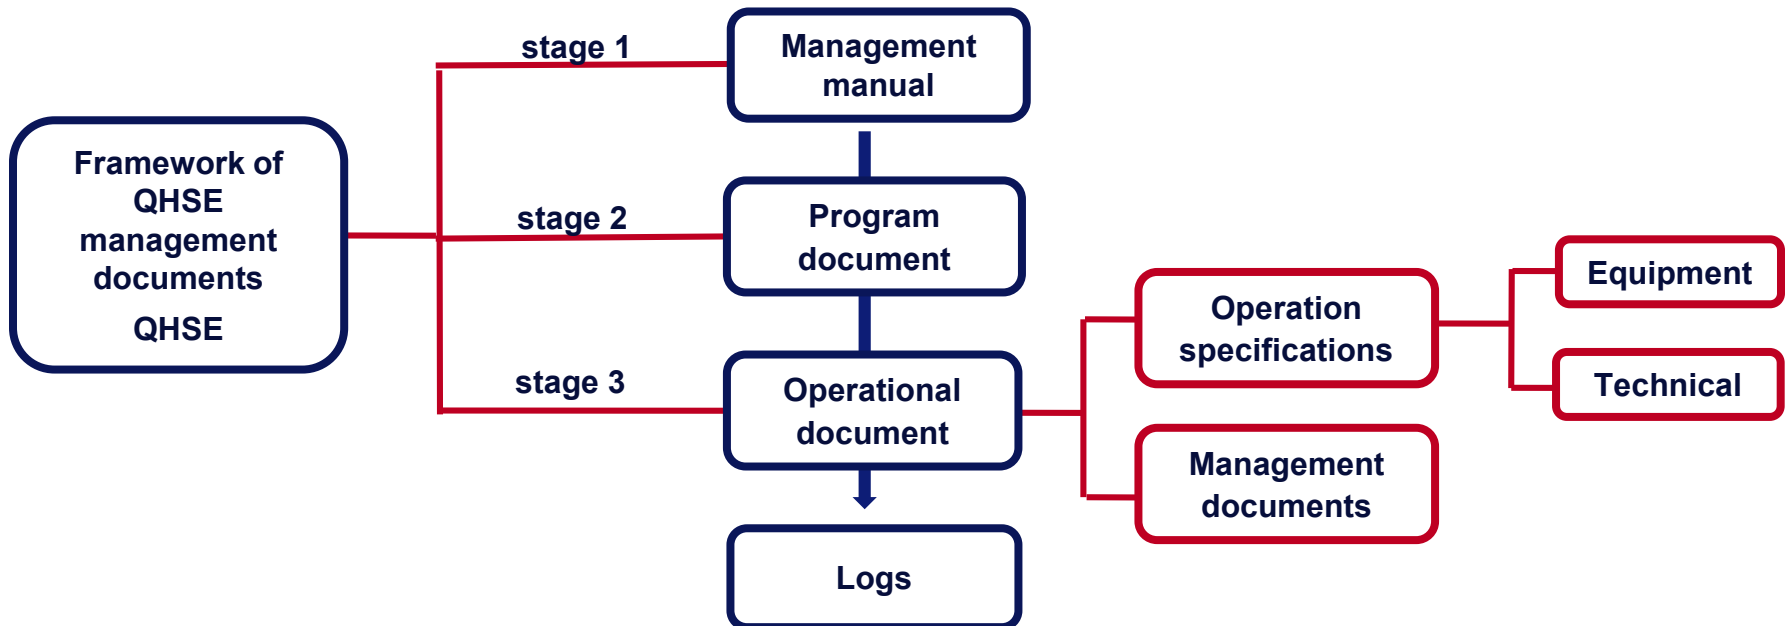 Framework of
QHSE
management
documents
QHSE
stage 1
Management
manual
stage 2
Program
document
stage 3
Operational
document
Logs
Operation
specifications
Management
documents
Equipment
Technical